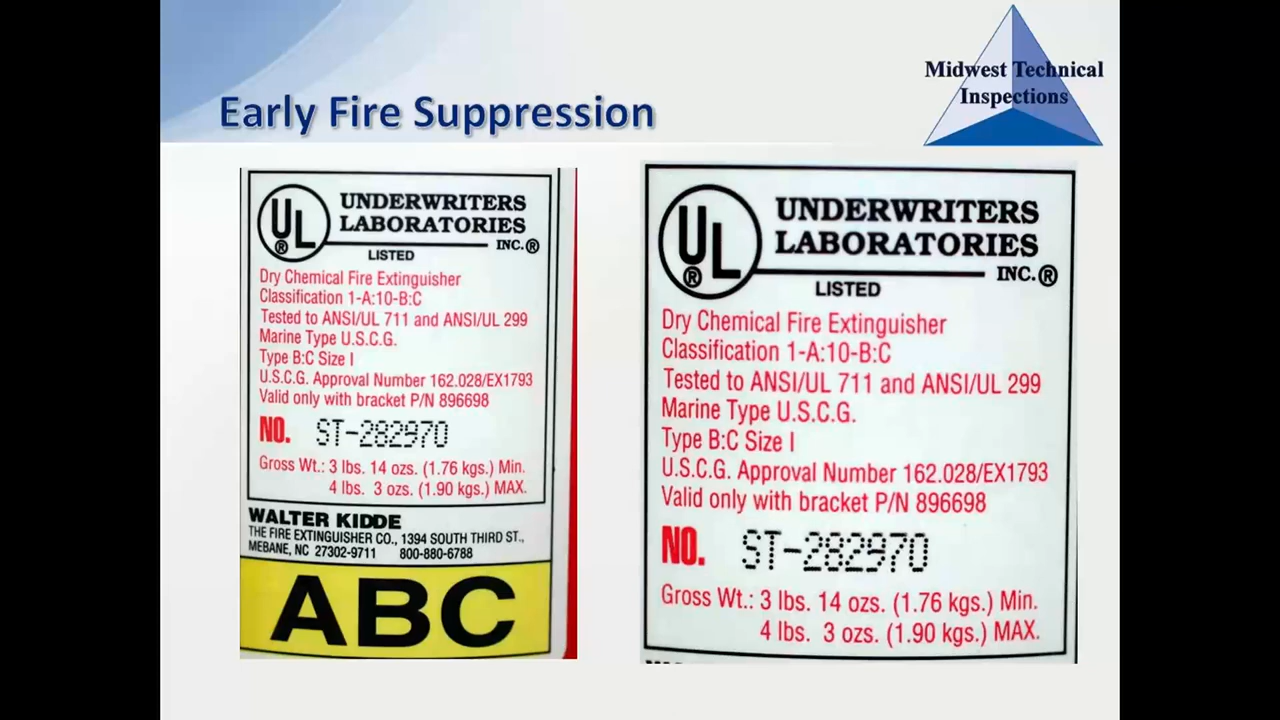 Midwest Technical
Inspections
Early Fire Suppression
UL®
UNDERWRITERS
LABORATORIES
INC.®
LISTED
Dry Chemical Fire Extinguisher
Classification 1-A:10-B:C
Tested to ANSI/UL 711 and ANSI/UL 299
Marine Type U.S.C.G.
Type B:C Size I
U.S.C.G. Approval Number 162.028/EX1793
Valid only with bracket P/N 896698
NO. ST-282970
Gross Wt.: 3 lbs. 14 ozs. (1.76 kgs.) Min.
4 lbs. 3 ozs. (1.90 kgs.) MAX.
WALTER KIDDE
THE FIRE EXTINGUISHER CO., 1394 SOUTH THIRD ST.,
MEBANE, NC 27302-9711 800-880-6788
ABC
UL®
UNDERWRITERS
LABORATORIES
INC.®
LISTED
Dry Chemical Fire Extinguisher
Classification 1-A:10-B:C
Tested to ANSI/UL 711 and ANSI/UL 299
Marine Type U.S.C.G.
Type B:C Size I
U.S.C.G. Approval Number 162.028/EX1793
Valid only with bracket P/N 896698
NO. ST-282970
Gross Wt.: 3 lbs. 14 ozs. (1.76 kgs.) Min.
4 lbs. 3 ozs. (1.90 kgs.) MAX.